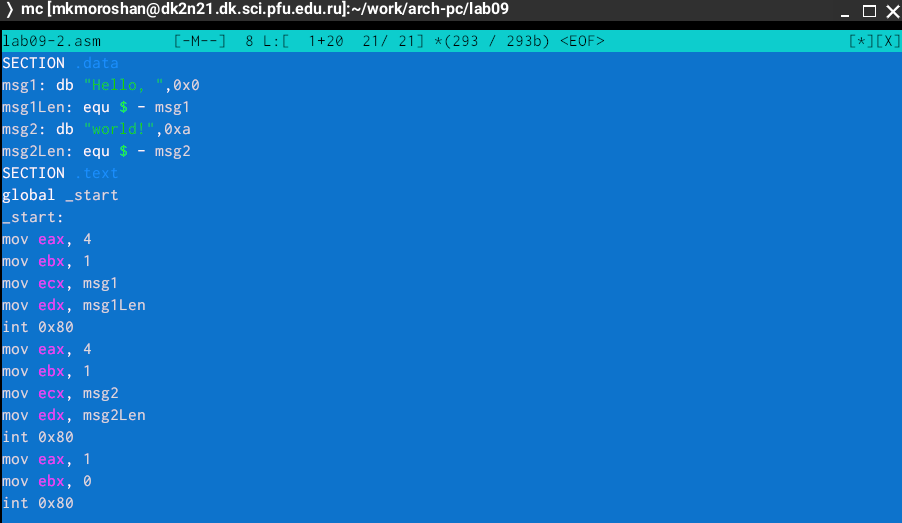 mc [mkmoroshan@dk2n21.dk.sci.pfu.edu.ru]:~/work/arch-pc/lab09
lab09-2.asm [-M--] 8 L:[ 1+20 21/ 21] *(293 / 293b) <EOF> [*][X]
SECTION .data
msg1: db "Hello, ",0x0
msg1Len: equ $ - msg1
msg2: db "world!",0xa
msg2Len: equ $ - msg2
SECTION .text
global _start
_start:
mov eax, 4
mov ebx, 1
mov ecx, msg1
mov edx, msg1Len
int 0x80
mov eax, 4
mov ebx, 1
mov ecx, msg2
mov edx, msg2Len
int 0x80
mov eax, 1
mov ebx, 0
int 0x80